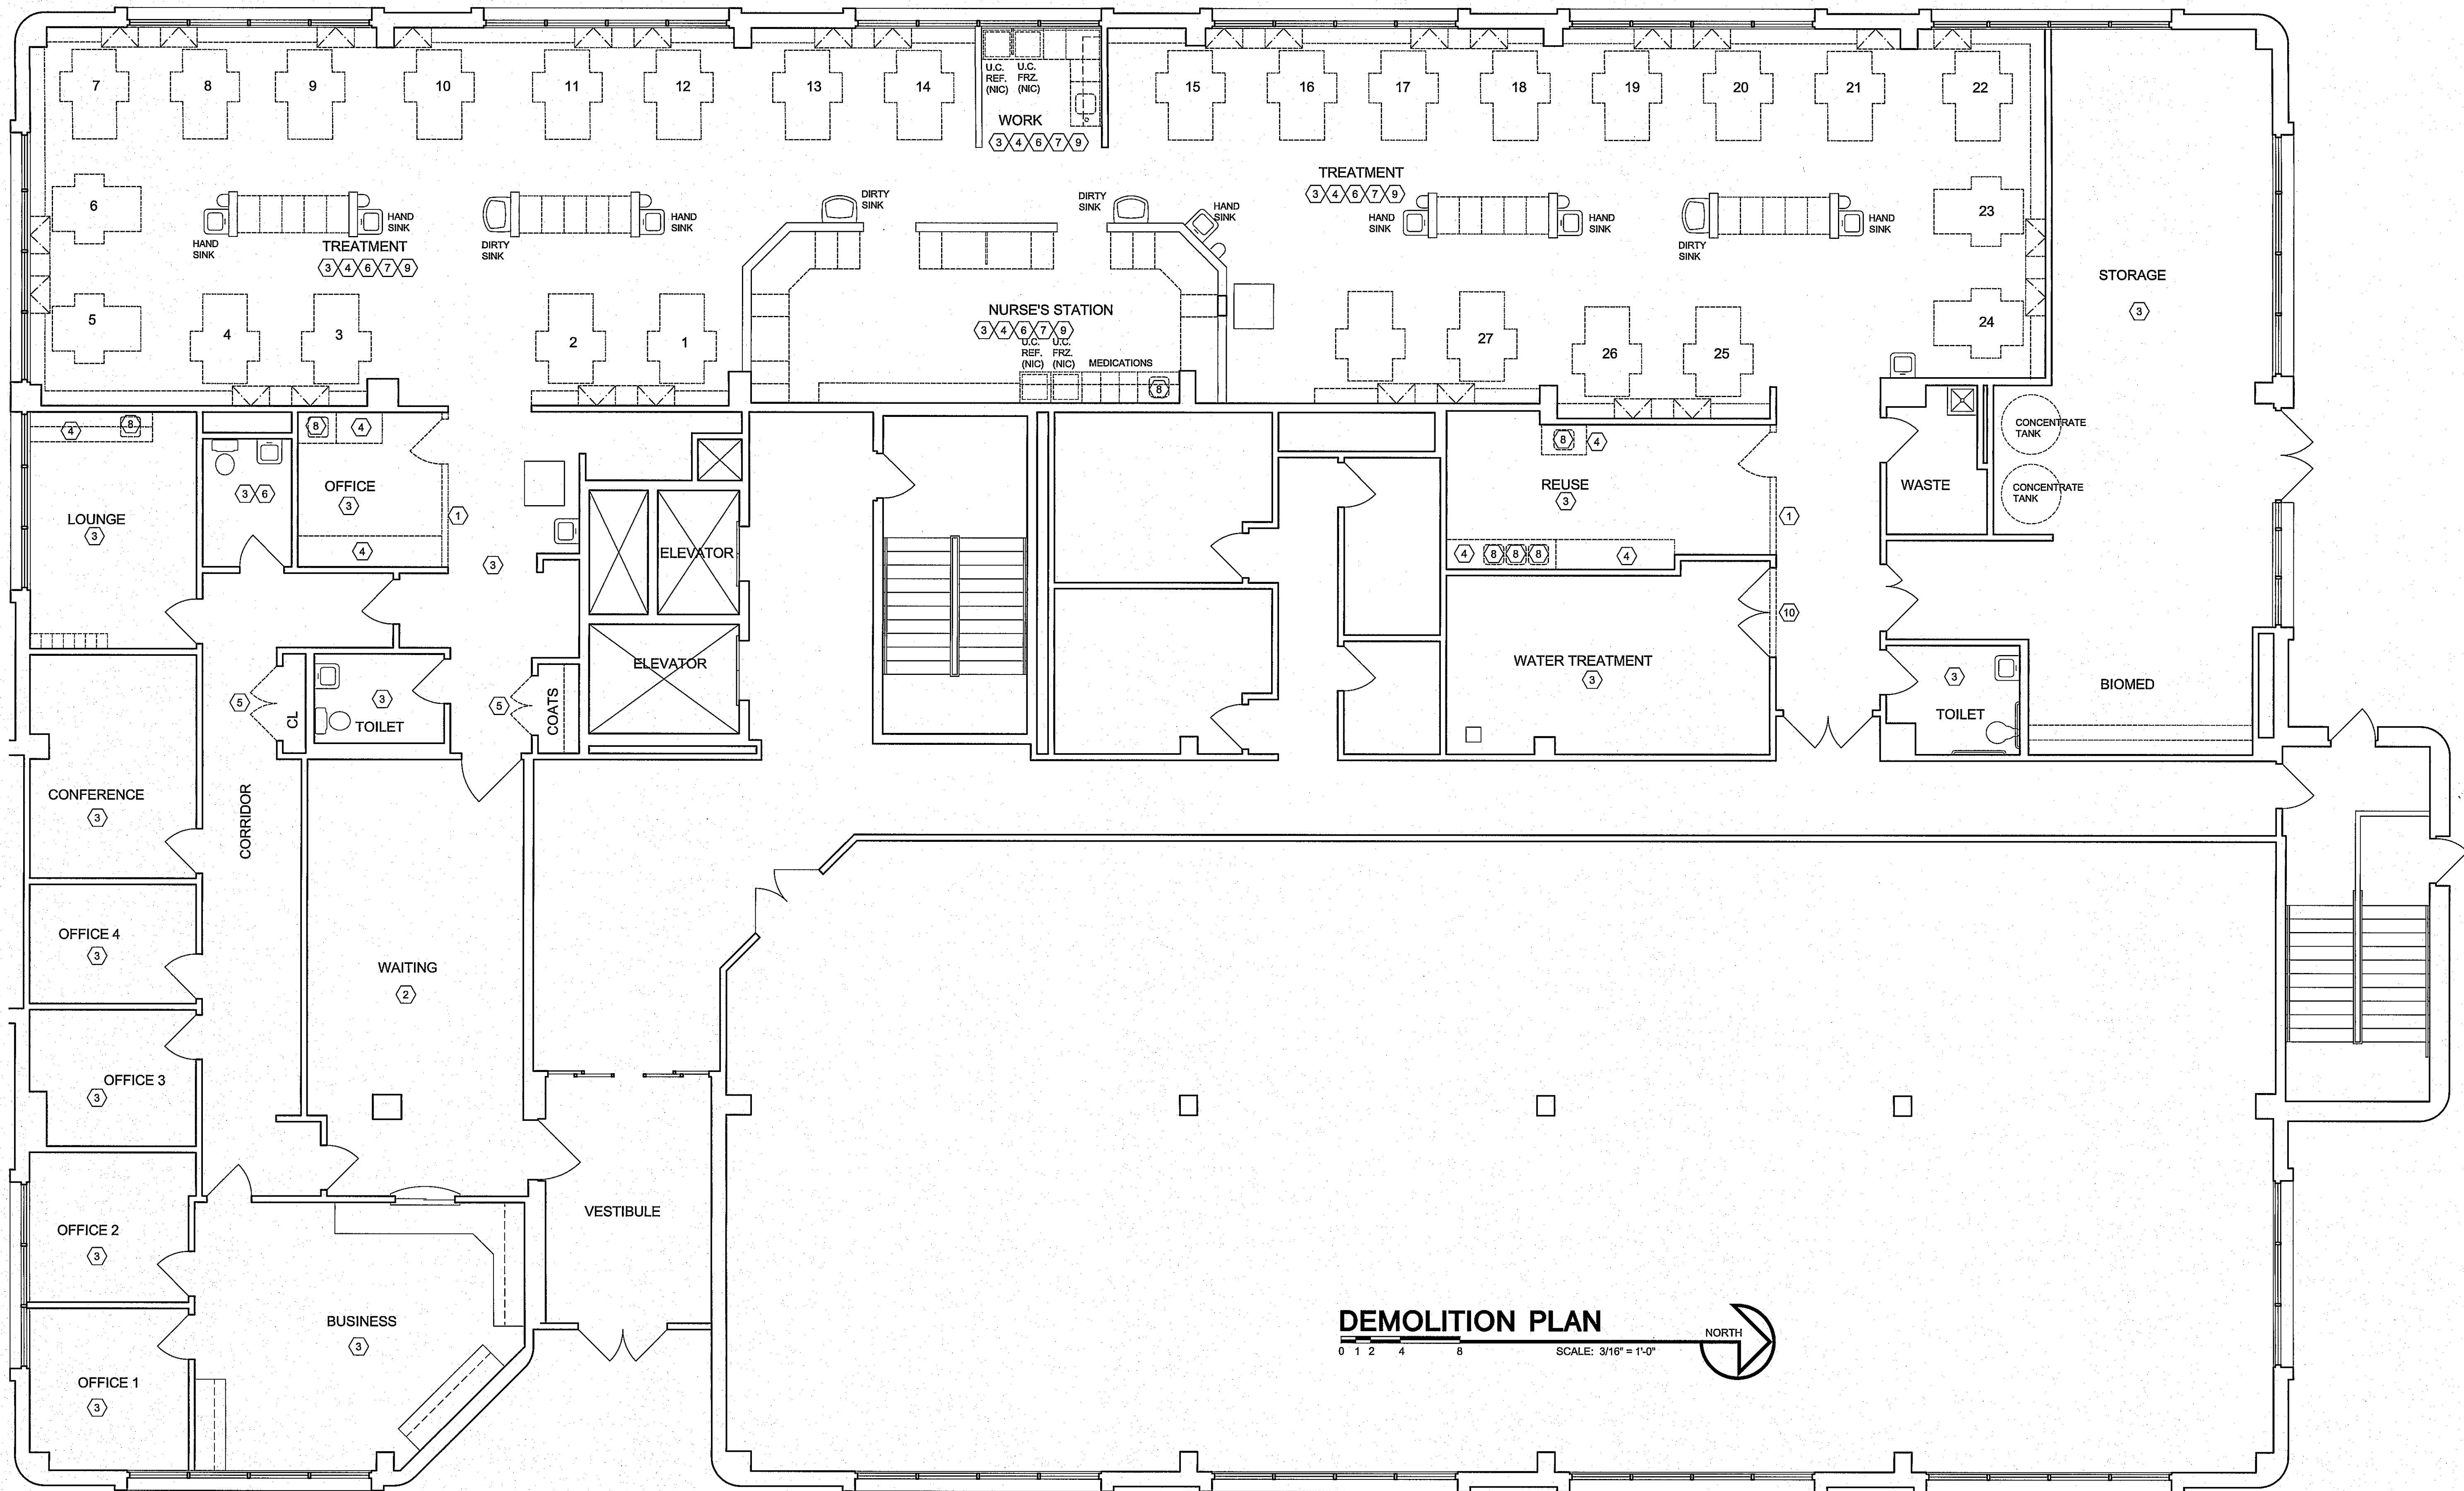 7
8
9
10
11
12
13
14
U.C.
REF.
(NIC)
U.C.
FRZ.
(NIC)
WORK
3 4 6 7 9
15
16
17
18
19
20
21
22
6
HAND
SINK
HAND
SINK
TREATMENT
3 4 6 7 9
DIRTY
SINK
HAND
SINK
DIRTY
SINK
DIRTY
SINK
HAND
SINK
TREATMENT
3 4 6 7 9
HAND
SINK
HAND
SINK
DIRTY
SINK
HAND
SINK
23
STORAGE
3
5
4
3
2
1
NURSE'S STATION
3 4 6 7 9
U.C.
REF.
(NIC)
U.C.
FRZ.
(NIC)
MEDICATIONS
8
27
26
25
24
4
8
LOUNGE
3
3 6
8
4
OFFICE
3
4
1
3
ELEVATOR
ELEVATOR
8
4
REUSE
3
4
8 8 8
4
1
10
WASTE
CONCENTRATE
TANK
CONCENTRATE
TANK
WATER TREATMENT
3
3
TOILET
BIOMED
5
CL
3
TOILET
5
COATS
CONFERENCE
3
CORRIDOR
OFFICE 4
3
WAITING
2
OFFICE 3
3
OFFICE 2
3
VESTIBULE
BUSINESS
3
OFFICE 1
3
DEMOLITION PLAN
NORTH
0 1 2 4 8
SCALE: 3/16" = 1'-0"